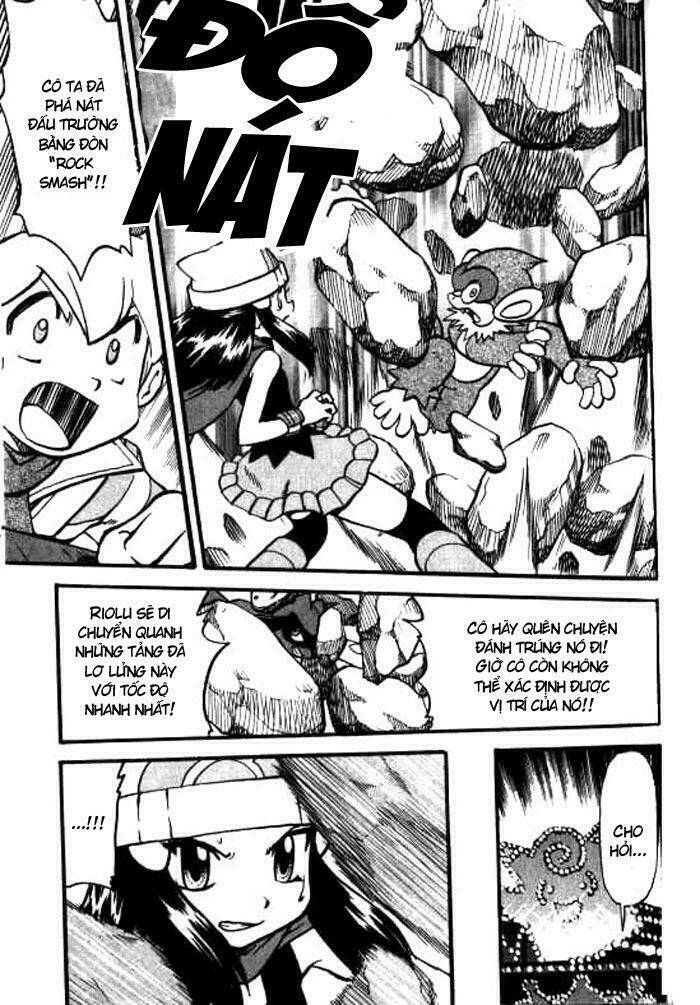 ĐỘ
NÁT
CÔ TA ĐÃ
PHÁ NÁT
ĐẤU TRƯỜNG
BẰNG ĐÒN
"ROCK
SMASH"!!
RIOLU SẼ DI
CHUYỂN QUANH
NHỮNG TẢNG ĐÁ
LƠ LỬNG NÀY
VỚI TỐC ĐỘ
NHANH NHẤT!
CÔ HÃY QUÊN CHUYỆN
ĐÁNH TRÚNG NÓ ĐI!
GIỜ CÔ CÒN KHÔNG
THỂ XÁC ĐỊNH ĐƯỢC
VỊ TRÍ CỦA NÓ!!
...!!!
CHO
HỎI...